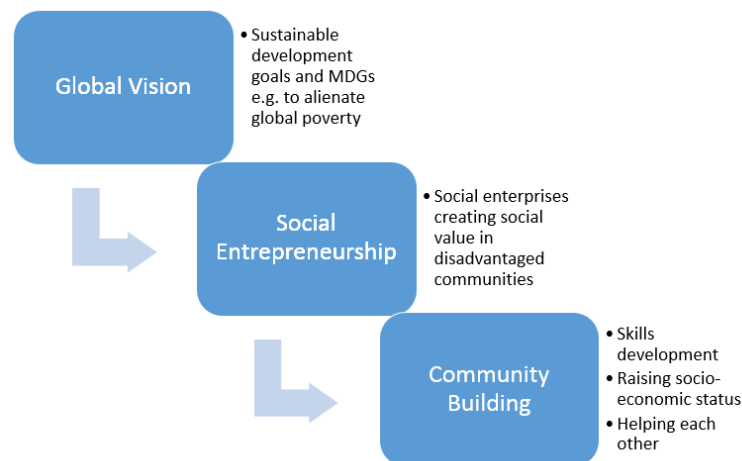 Global Vision
• Sustainable
development
goals and MDGs
e.g. to alienate
global poverty
Social
Entrepreneurship
• Social enterprises
creating social
value in
disadvantaged
communities
Community
Building
• Skills
development
• Raising socio-
economic status
• Helping each
other